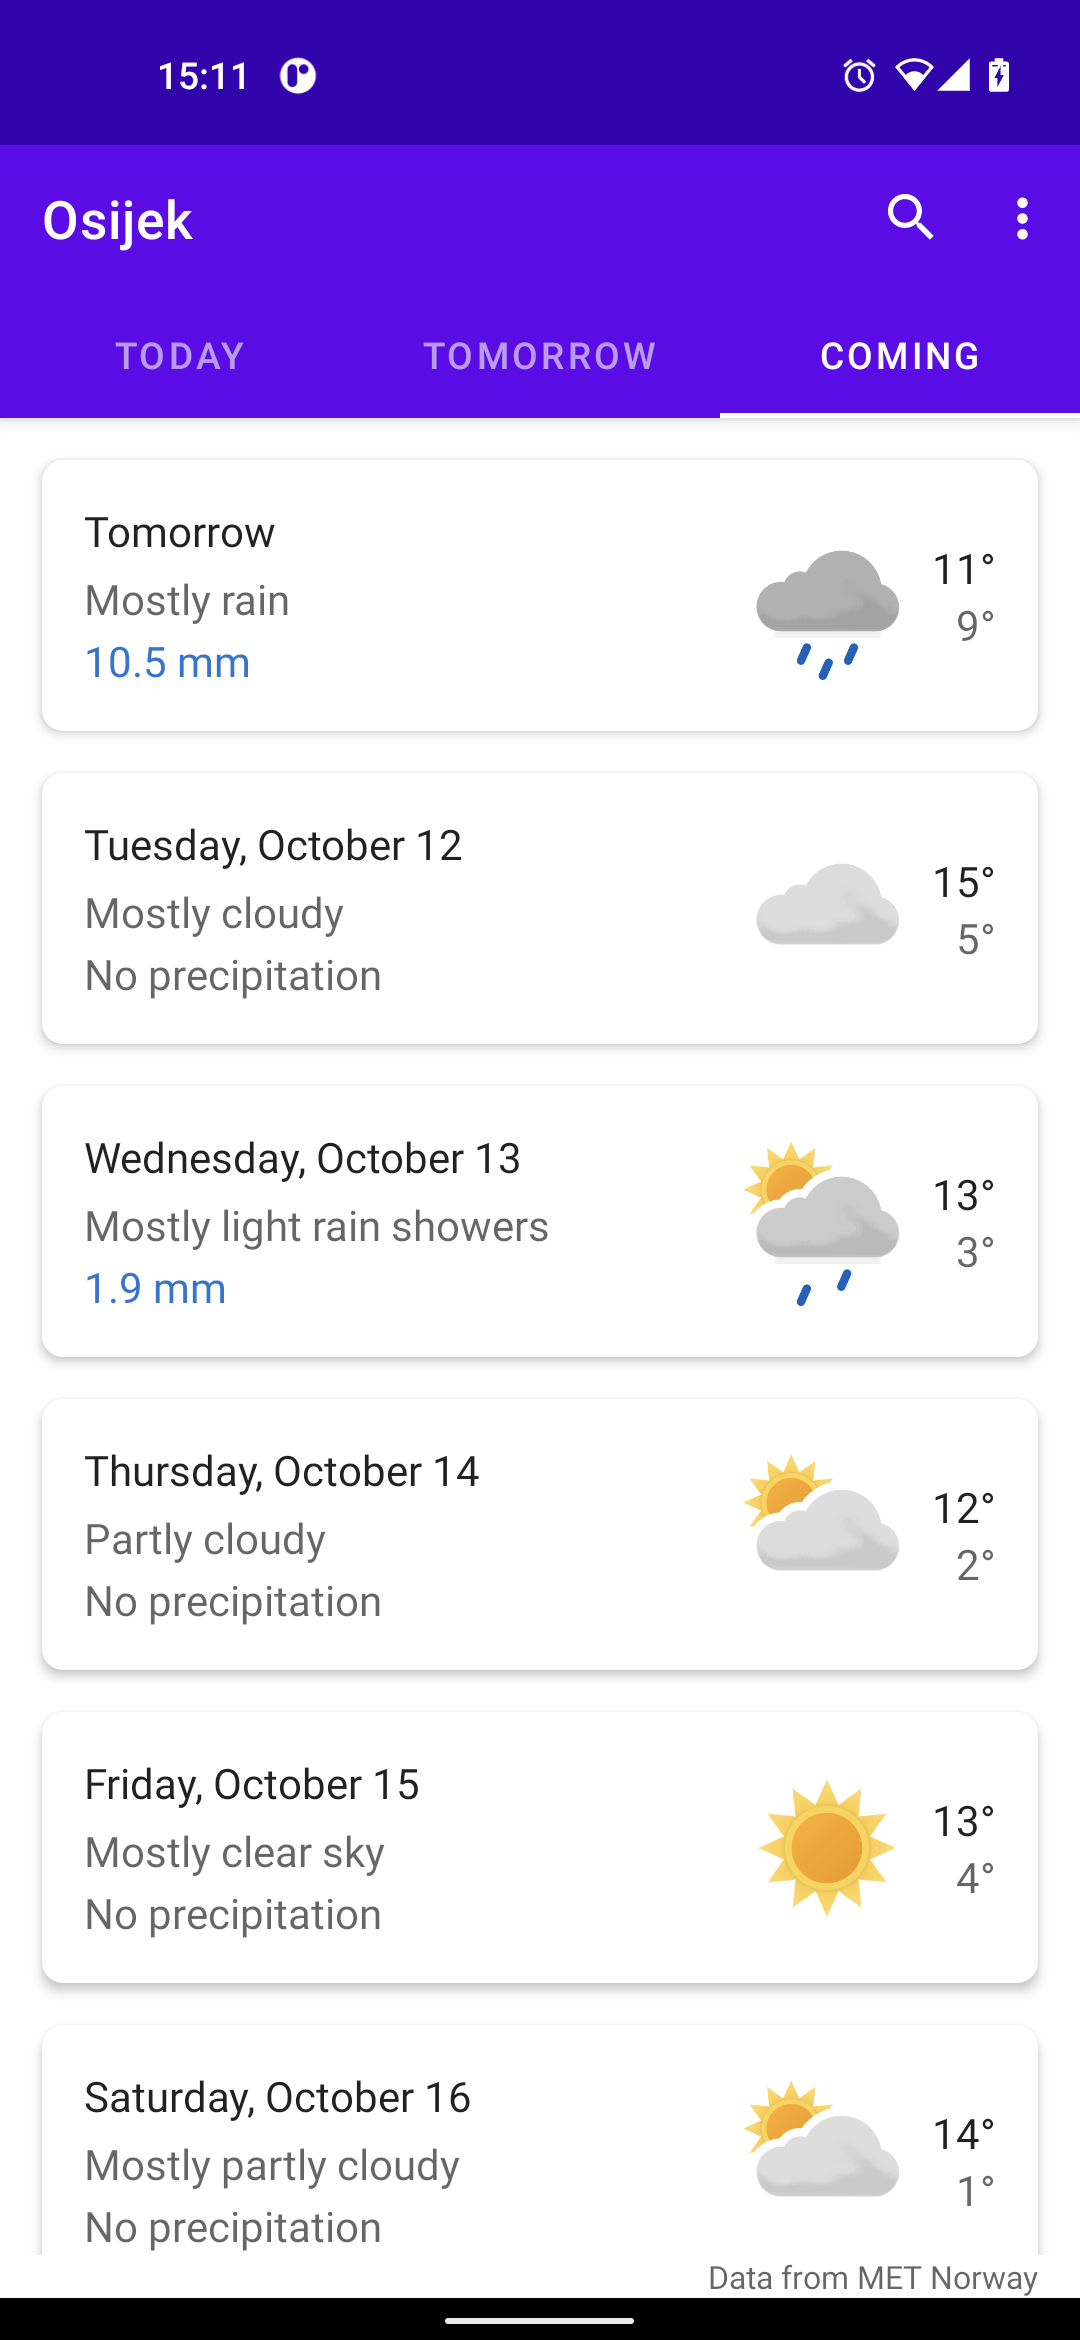 15:11
Osijek
TODAY TOMORROW COMING
Tomorrow
Mostly rain
10.5 mm
11°
9°
Tuesday, October 12
Mostly cloudy
No precipitation
15°
5°
Wednesday, October 13
Mostly light rain showers
1.9 mm
13°
3°
Thursday, October 14
Partly cloudy
No precipitation
12°
2°
Friday, October 15
Mostly clear sky
No precipitation
13°
4°
Saturday, October 16
Mostly partly cloudy
No precipitation
14°
1°
Data from MET Norway